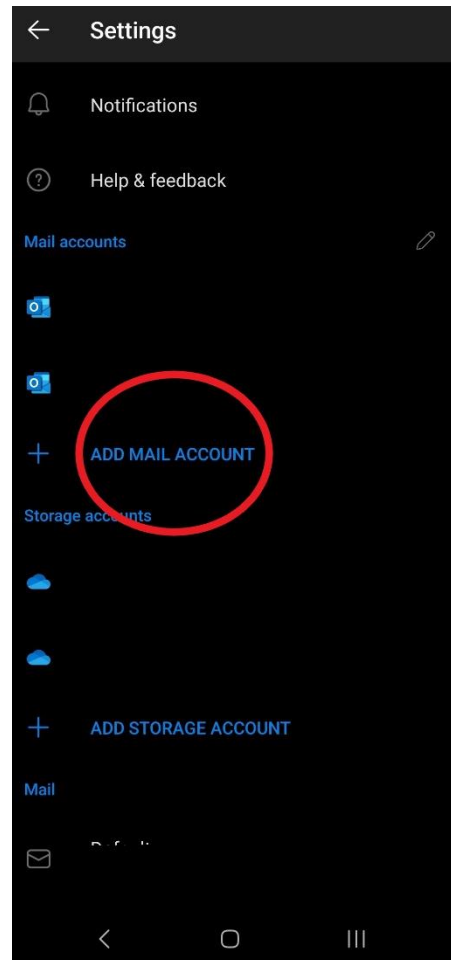 Settings
Notifications
Help & feedback
Mail accounts
ADD MAIL ACCOUNT
Storage accounts
ADD STORAGE ACCOUNT
Mail